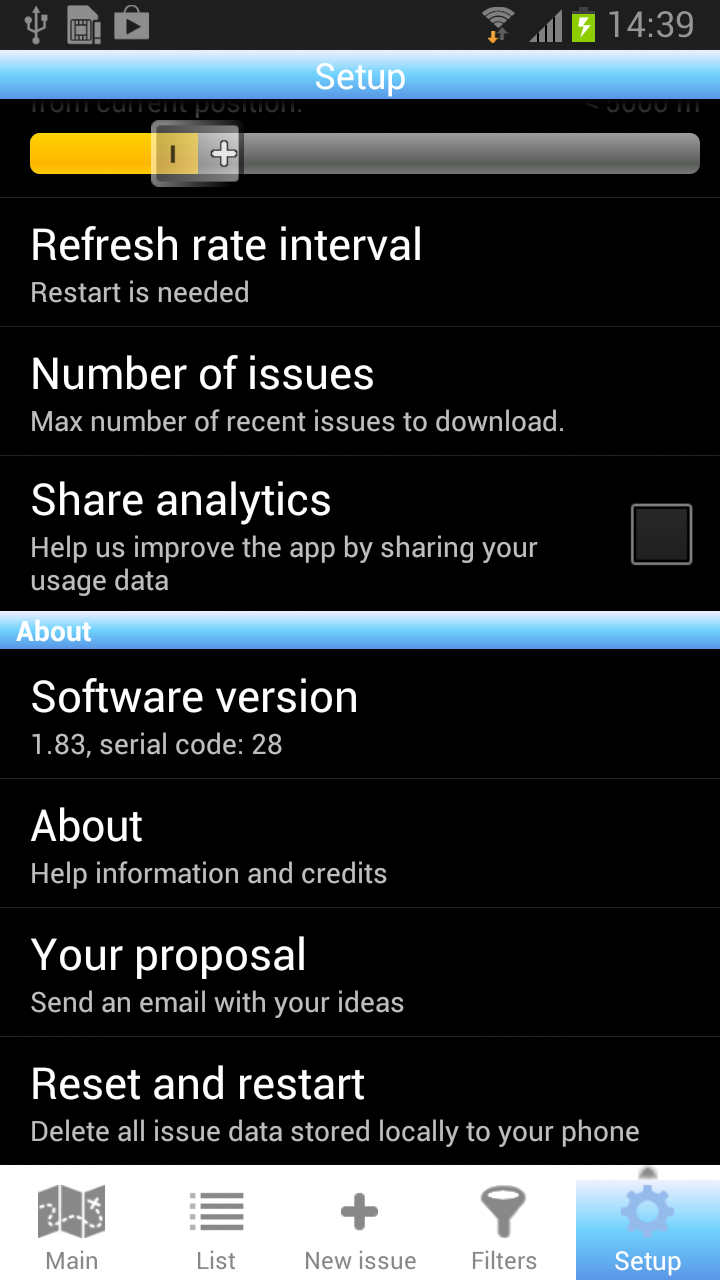 14:39
Setup
from current position. < 5000 m
Refresh rate interval
Restart is needed
Number of issues
Max number of recent issues to download.
Share analytics
Help us improve the app by sharing your
usage data
About
Software version
1.83, serial code: 28
About
Help information and credits
Your proposal
Send an email with your ideas
Reset and restart
Delete all issue data stored locally to your phone
Main List New issue Filters Setup